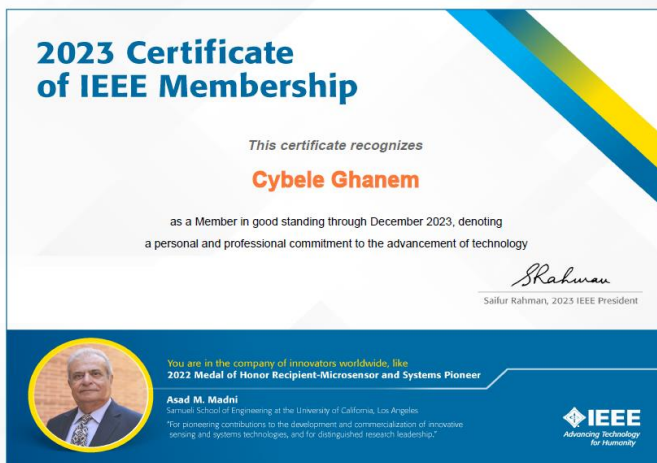 2023 Certificate
of IEEE Membership
This certificate recognizes
Cybele Ghanem
as a Member in good standing through December 2023, denoting
a personal and professional commitment to the advancement of technology
SRahman
Saifur Rahman, 2023 IEEE President
You are in the company of innovators worldwide, like
2022 Medal of Honor Recipient-Microsensor and Systems Pioneer
Asad M. Madni
Samueli School of Engineering at the University of California, Los Angeles
"For pioneering contributions to the development and commercialization of innovative
sensing and systems technologies, and for distinguished research leadership."
IEEE
Advancing Technology
for Humanity